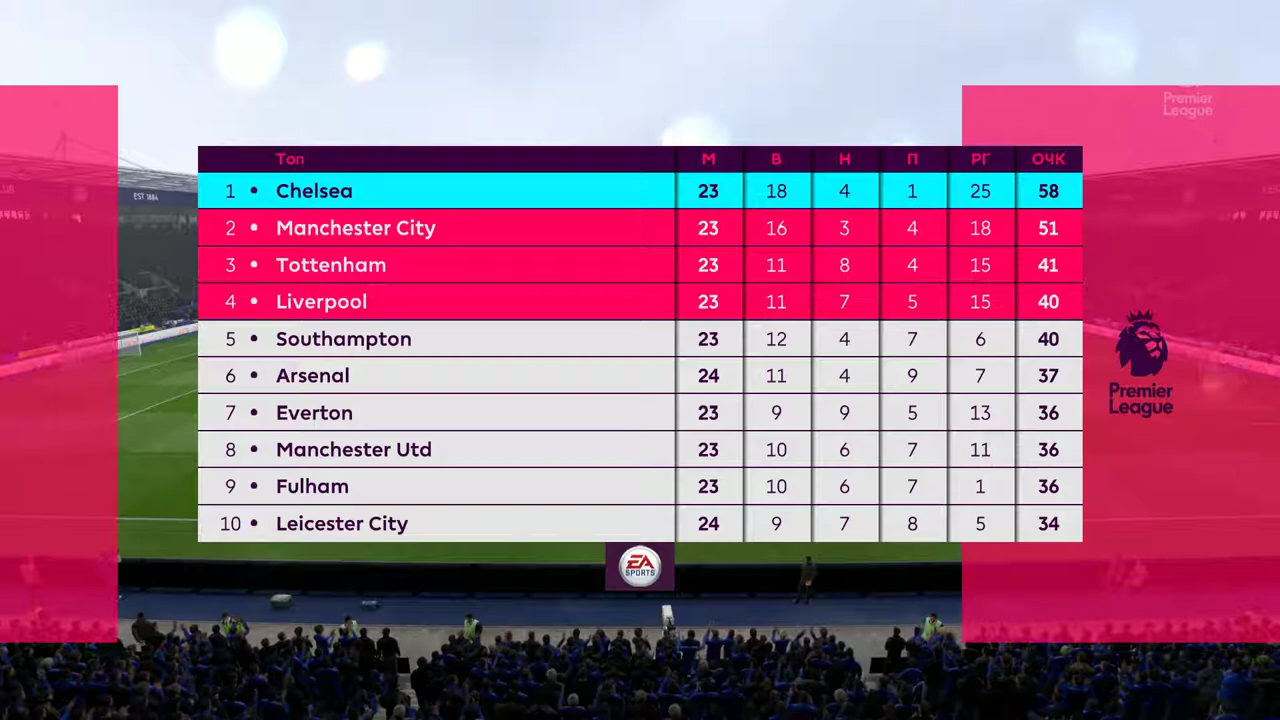 Premier
League
Топ М В Н П РГ ОЧК
1 • Chelsea 23 18 4 1 25 58
2 • Manchester City 23 16 3 4 18 51
3 • Tottenham 23 11 8 4 15 41
4 • Liverpool 23 11 7 5 15 40
5 • Southampton 23 12 4 7 6 40
6 • Arsenal 24 11 4 9 7 37
7 • Everton 23 9 9 5 13 36
8 • Manchester Utd 23 10 6 7 11 36
9 • Fulham 23 10 6 7 1 36
10 • Leicester City 24 9 7 8 5 34
EST 1884
Premier
League
EA
SPORTS